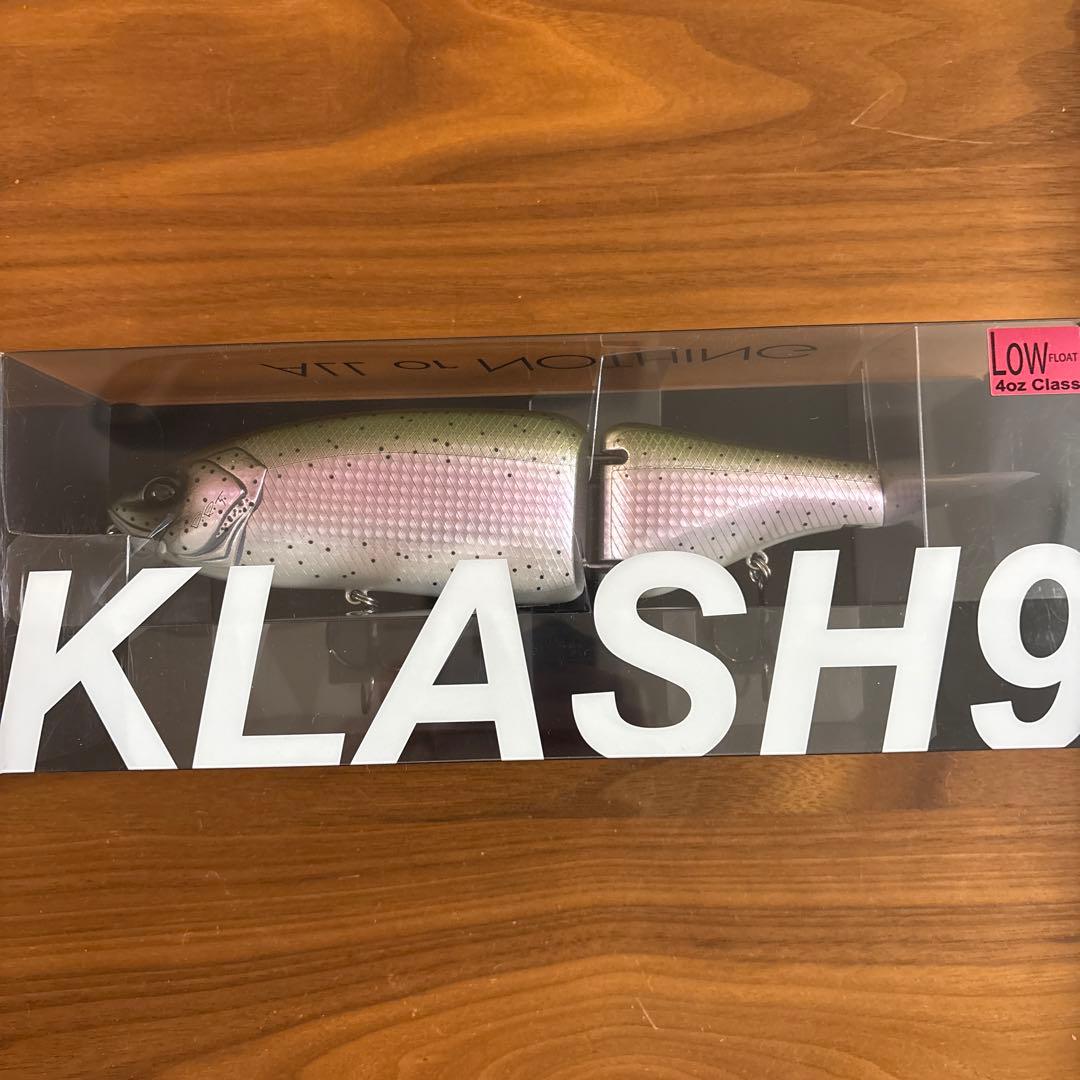 ALL or NOTHING
LOW FLOAT
4oz Class
KLASH9